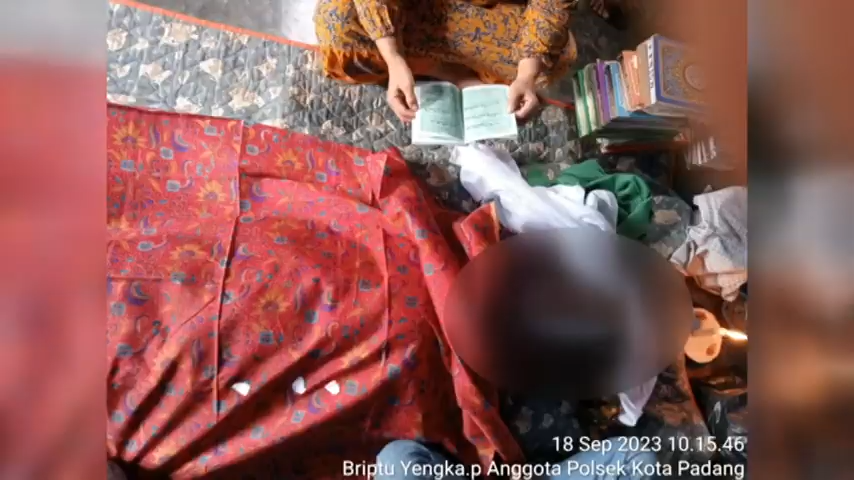 18 Sep 2023 10.15.46
Briptu Yengka.p Anggota Polsek Kota Padang